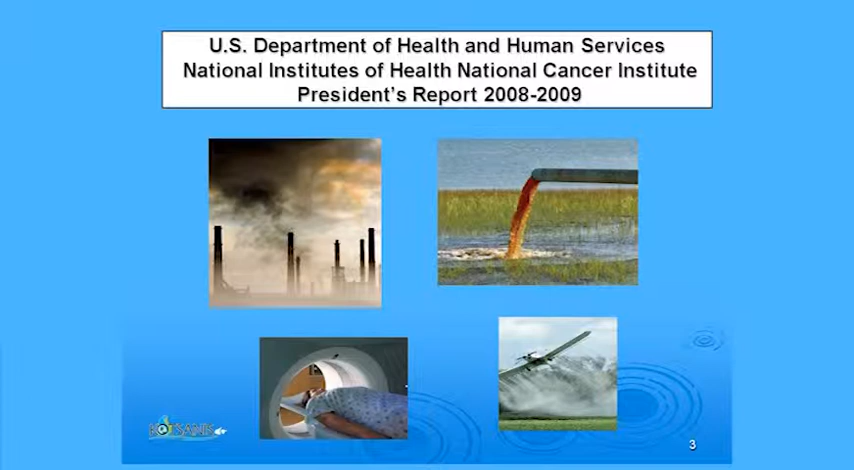 U.S. Department of Health and Human Services
National Institutes of Health National Cancer Institute
President's Report 2008-2009
3